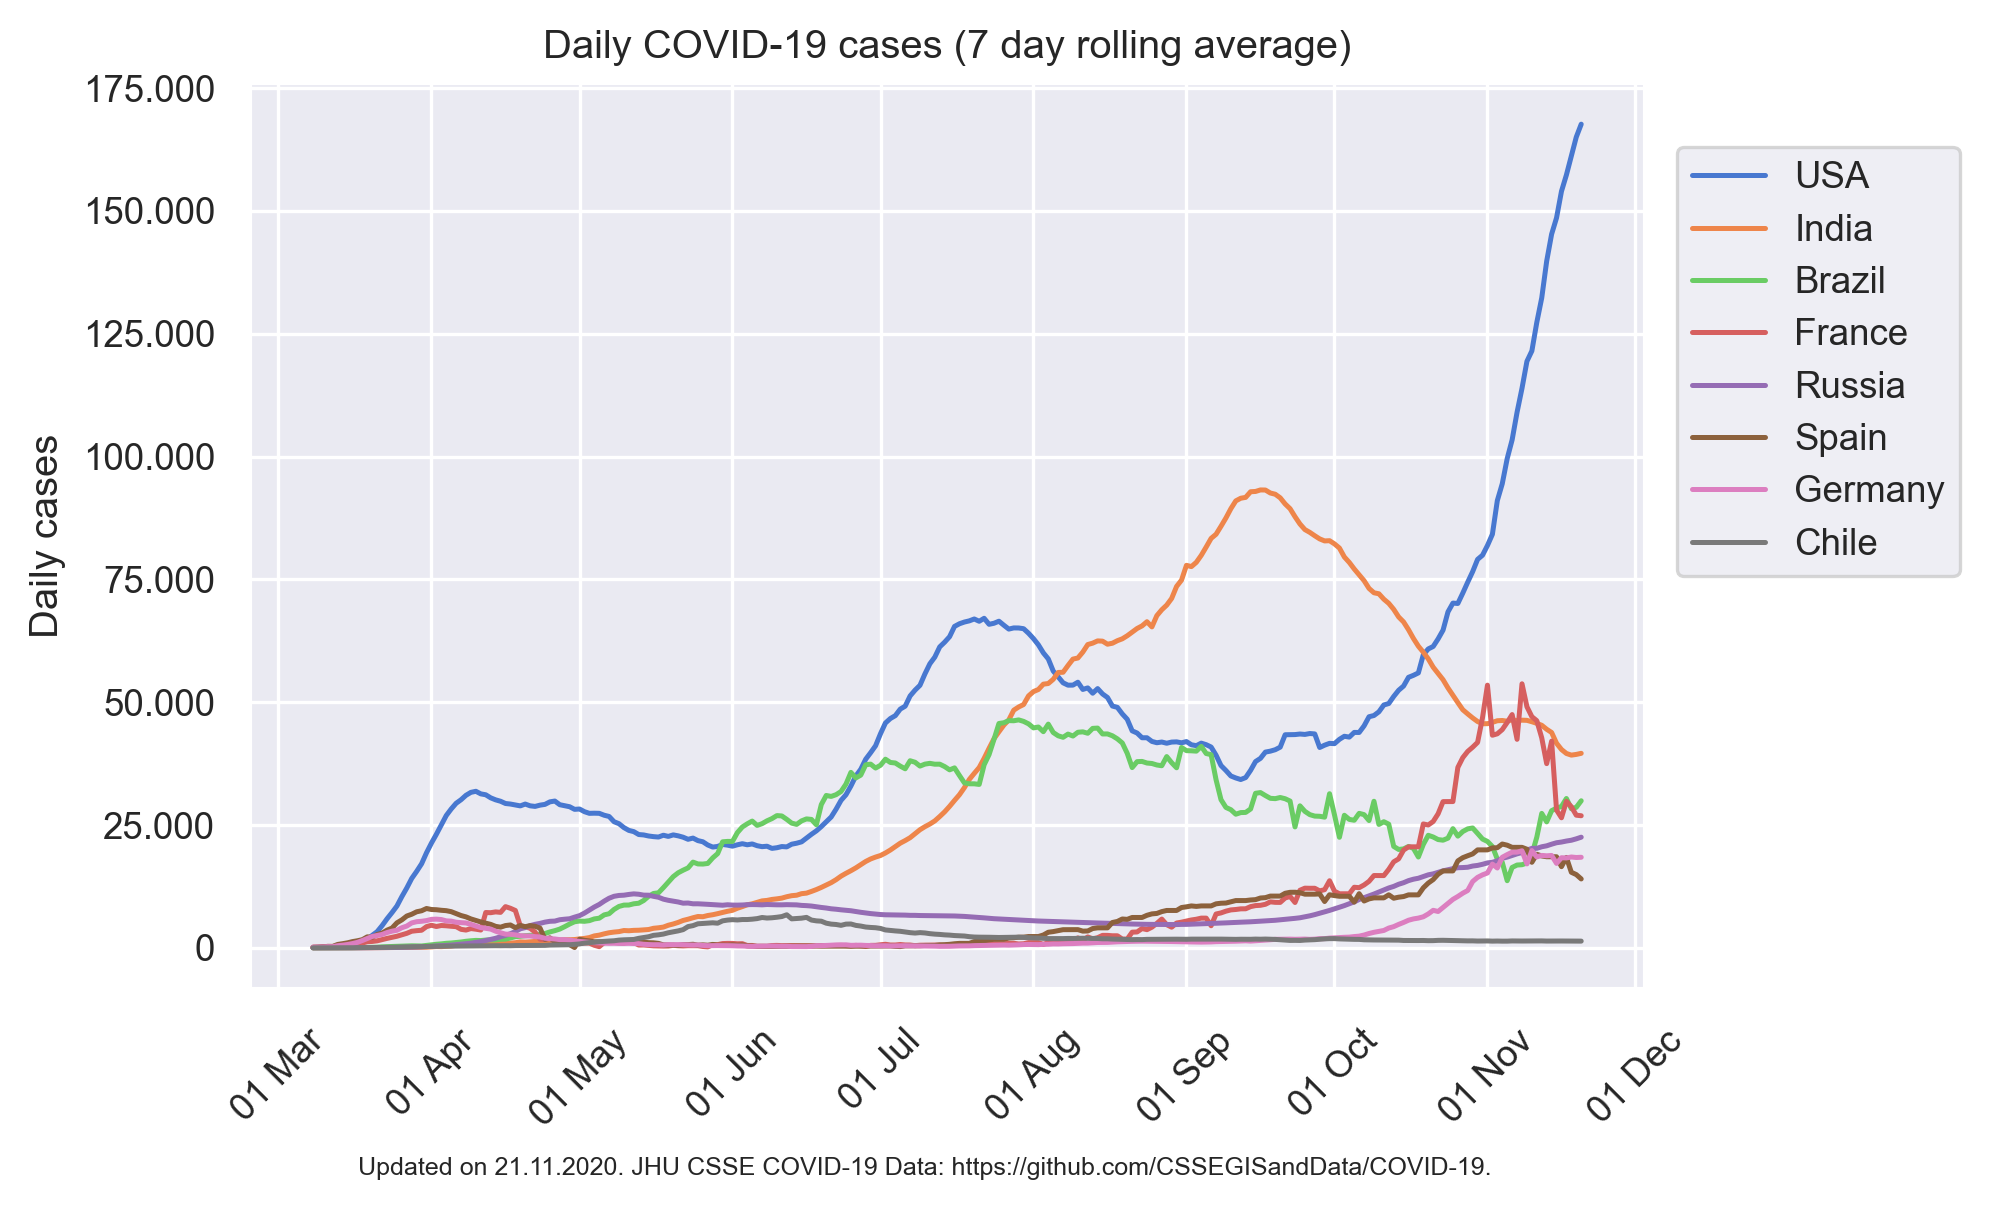 Daily COVID-19 cases (7 day rolling average)
175.000
150.000
125.000
100.000
75.000
50.000
25.000
0
Daily cases
USA
India
Brazil
France
Russia
Spain
Germany
Chile
01 Mar
01 Apr
01 May
01 Jun
01 Jul
01 Aug
01 Sep
01 Oct
01 Nov
01 Dec
Updated on 21.11.2020. JHU CSSE COVID-19 Data: https://github.com/CSSEGISandData/COVID-19.